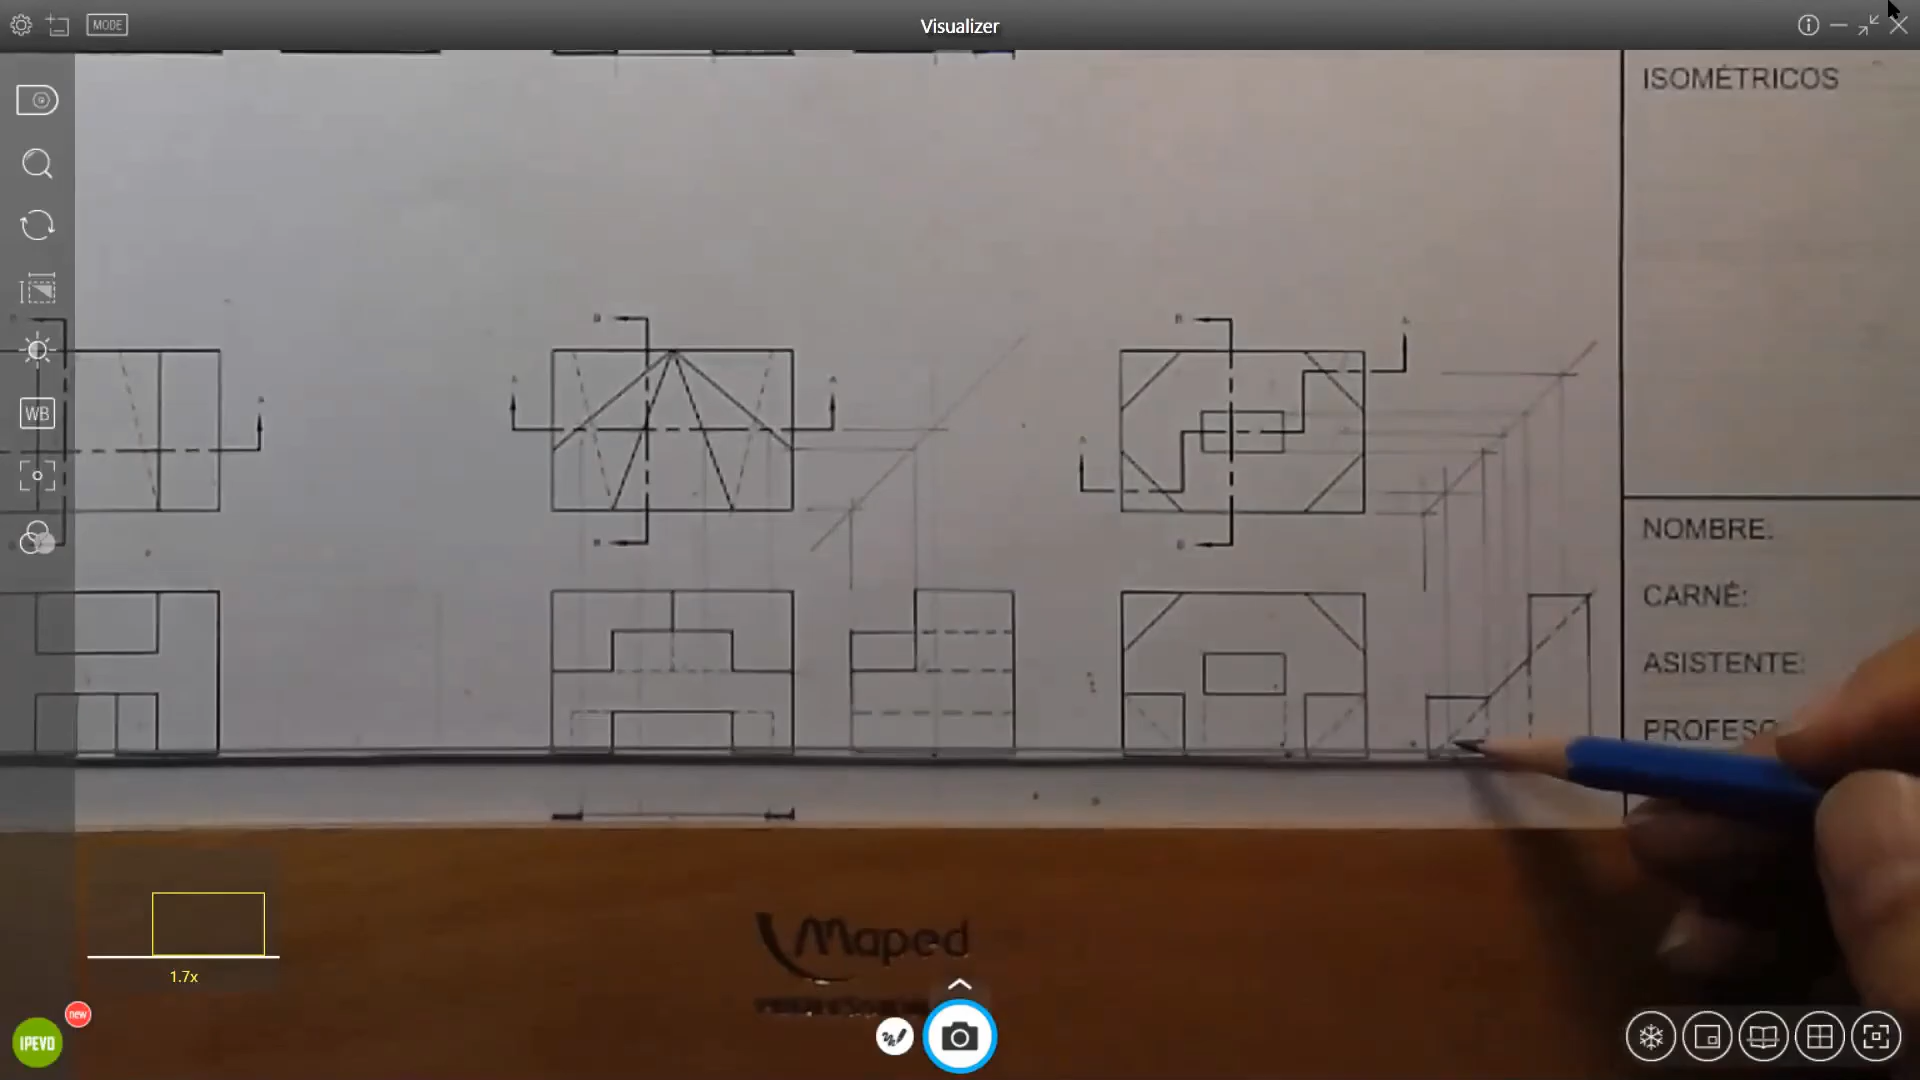 MODE
Visualizer
ISOMÉTRICOS
WB
B
B
A
A
A
A
NOMBRE:
CARNÉ:
ASISTENTE:
PROFESO
1.7x
Maped
new
IPEVO